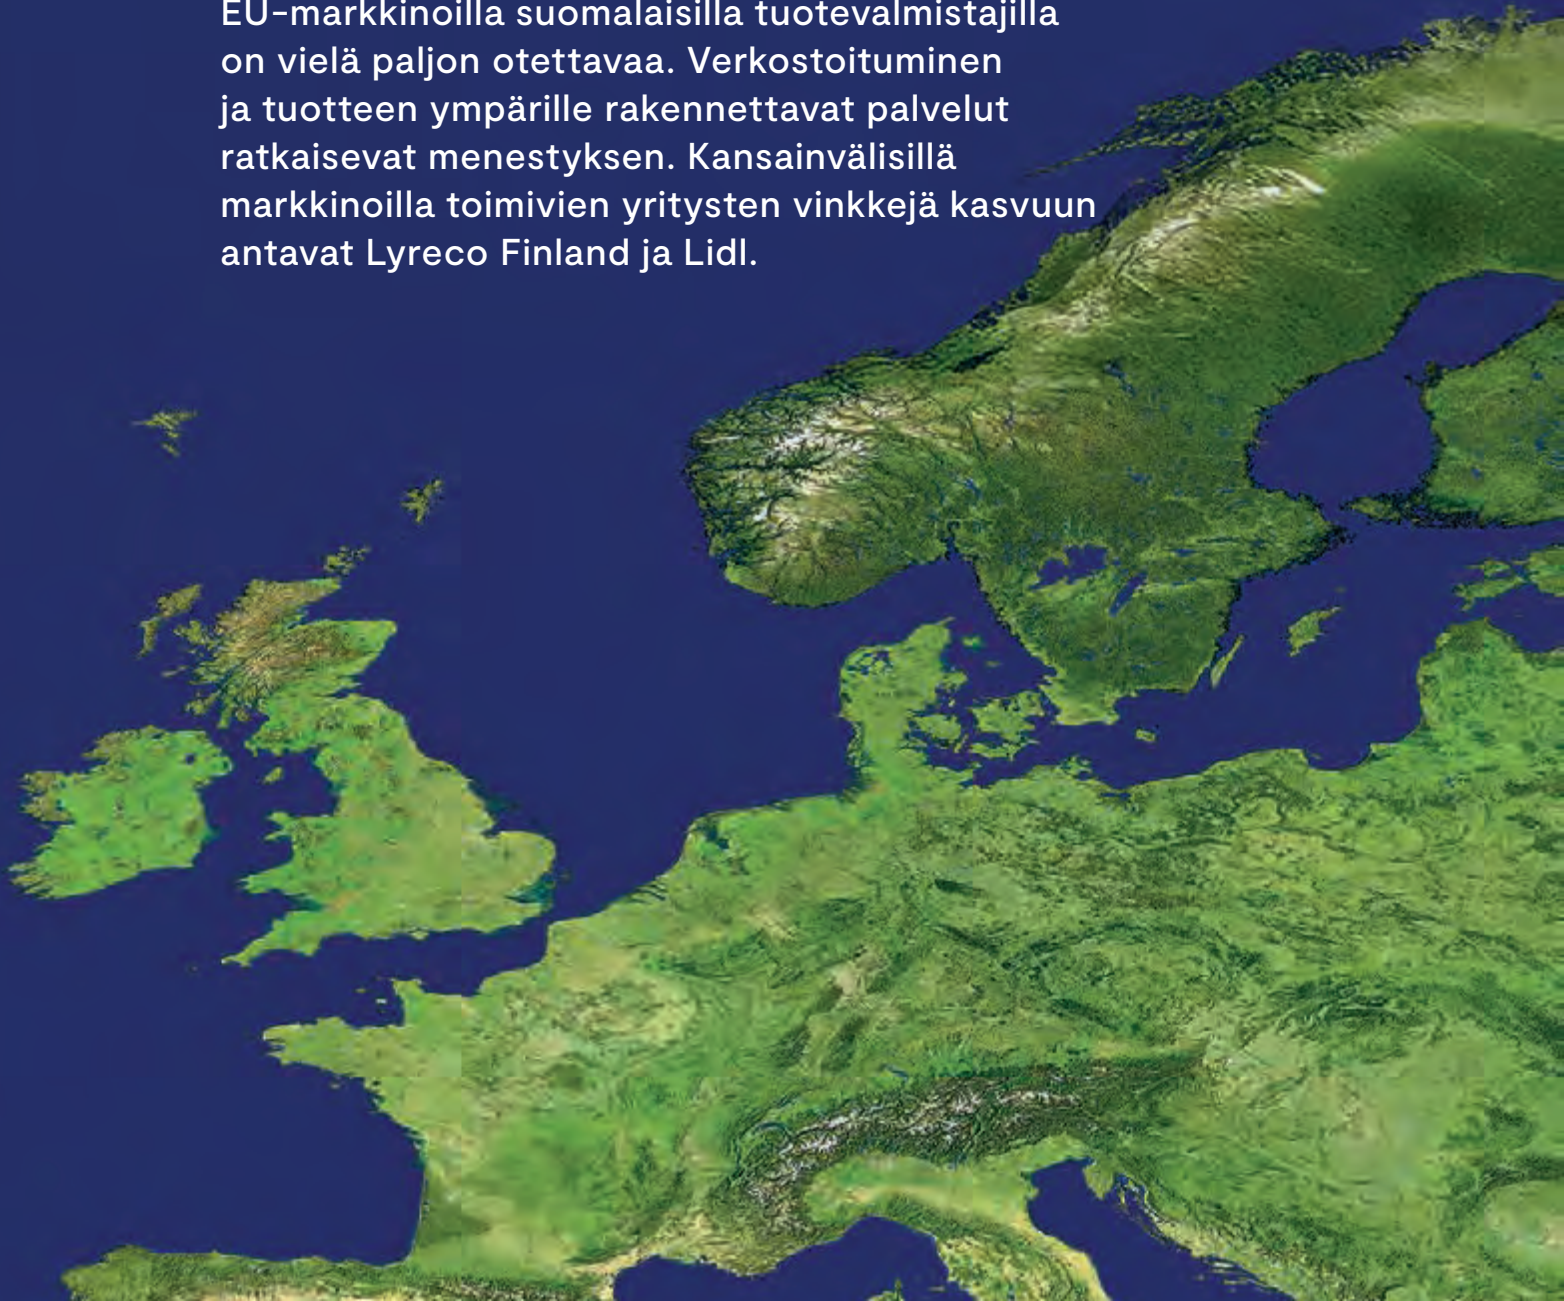 EU-markkinoilla suomalaisilla tuotevalmistajilla
on vielä paljon otettavaa. Verkostoituminen
ja tuotteen ympärille rakennettavat palvelut
ratkaisevat menestyksen. Kansainvälisillä
markkinoilla toimivien yritysten vinkkejä kasvuun
antavat Lyreco Finland ja Lidl.